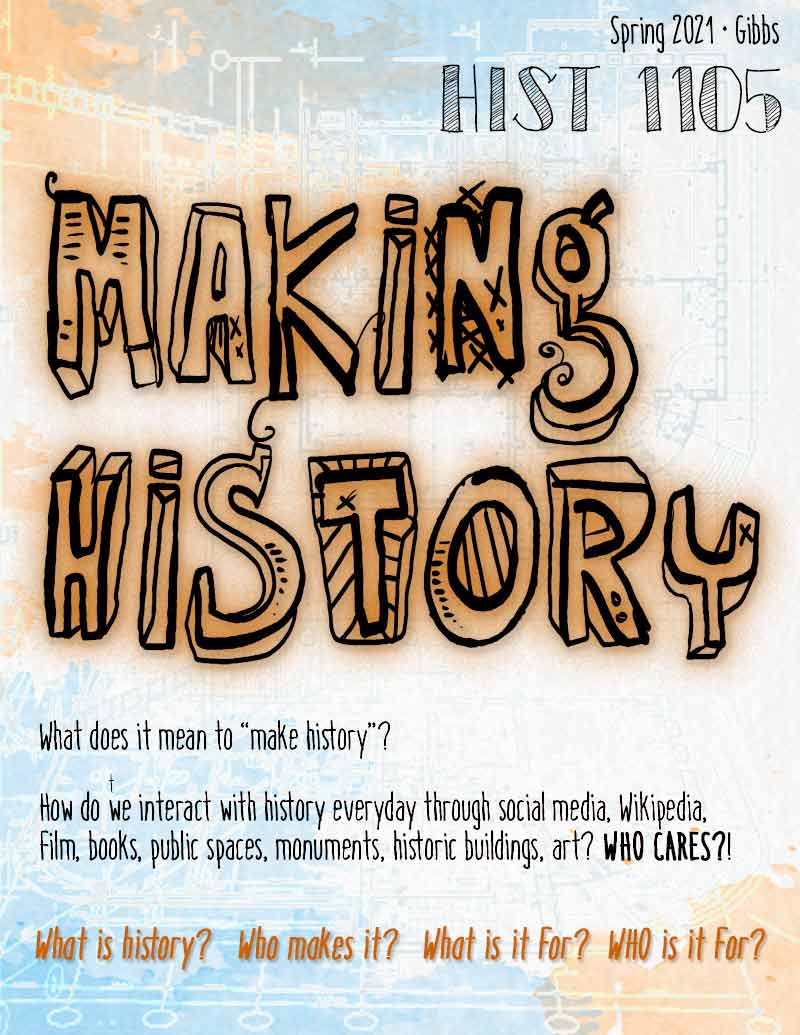 Spring 2021 • Gibbs
HIST 1105
MAKiNg
HiSTORY
What does it mean to “make history”?
How do we interact with history everyday through social media, Wikipedia,
Film, books, public spaces, monuments, historic buildings, art? WHO CARES?!
What is history? Who makes it? What is it For? WHO is it For?